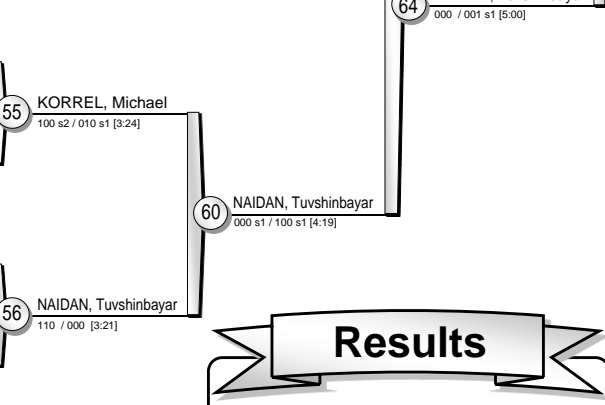 64
000 / 001 s1 [5:00]
55
KORREL, Michael
100 s2 / 010 s1 [3:24]
60
NAIDAN, Tuvshinbayar
000 s1 / 100 s1 [4:19]
56
NAIDAN, Tuvshinbayar
110 / 000 [3:21]
Results